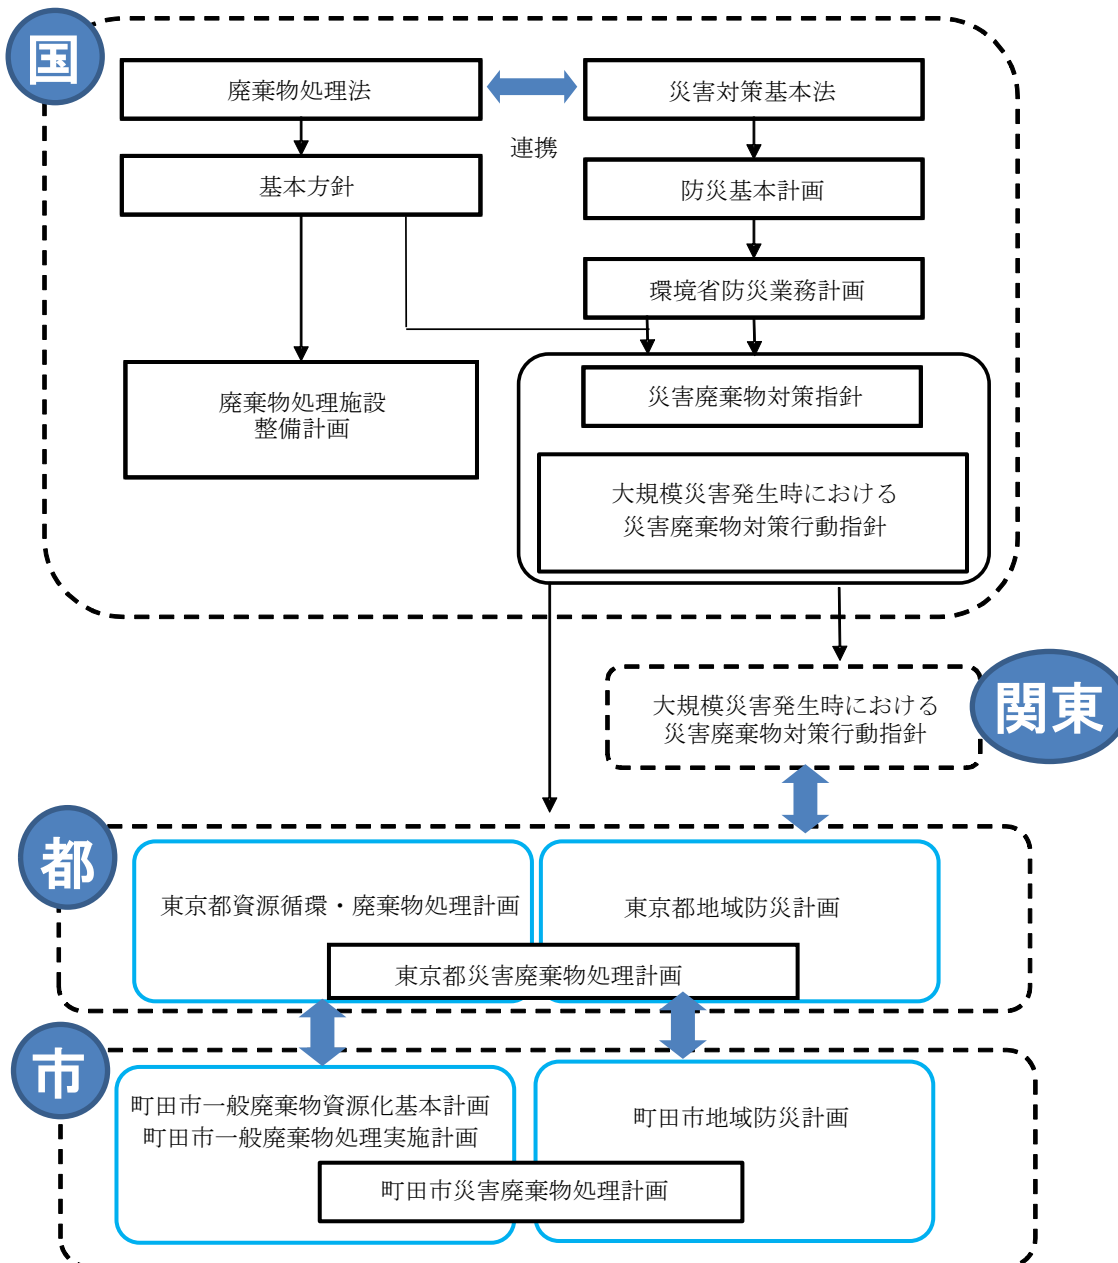 国
廃棄物処理法
災害対策基本法
連携
基本方針
防災基本計画
環境省防災業務計画
廃棄物処理施設
整備計画
災害廃棄物対策指針
大規模災害発生時における
災害廃棄物対策行動指針
関東
大規模災害発生時における
災害廃棄物対策行動指針
都
東京都資源循環・廃棄物処理計画
東京都地域防災計画
東京都災害廃棄物処理計画
市
町田市一般廃棄物資源化基本計画
町田市一般廃棄物処理実施計画
町田市地域防災計画
町田市災害廃棄物処理計画